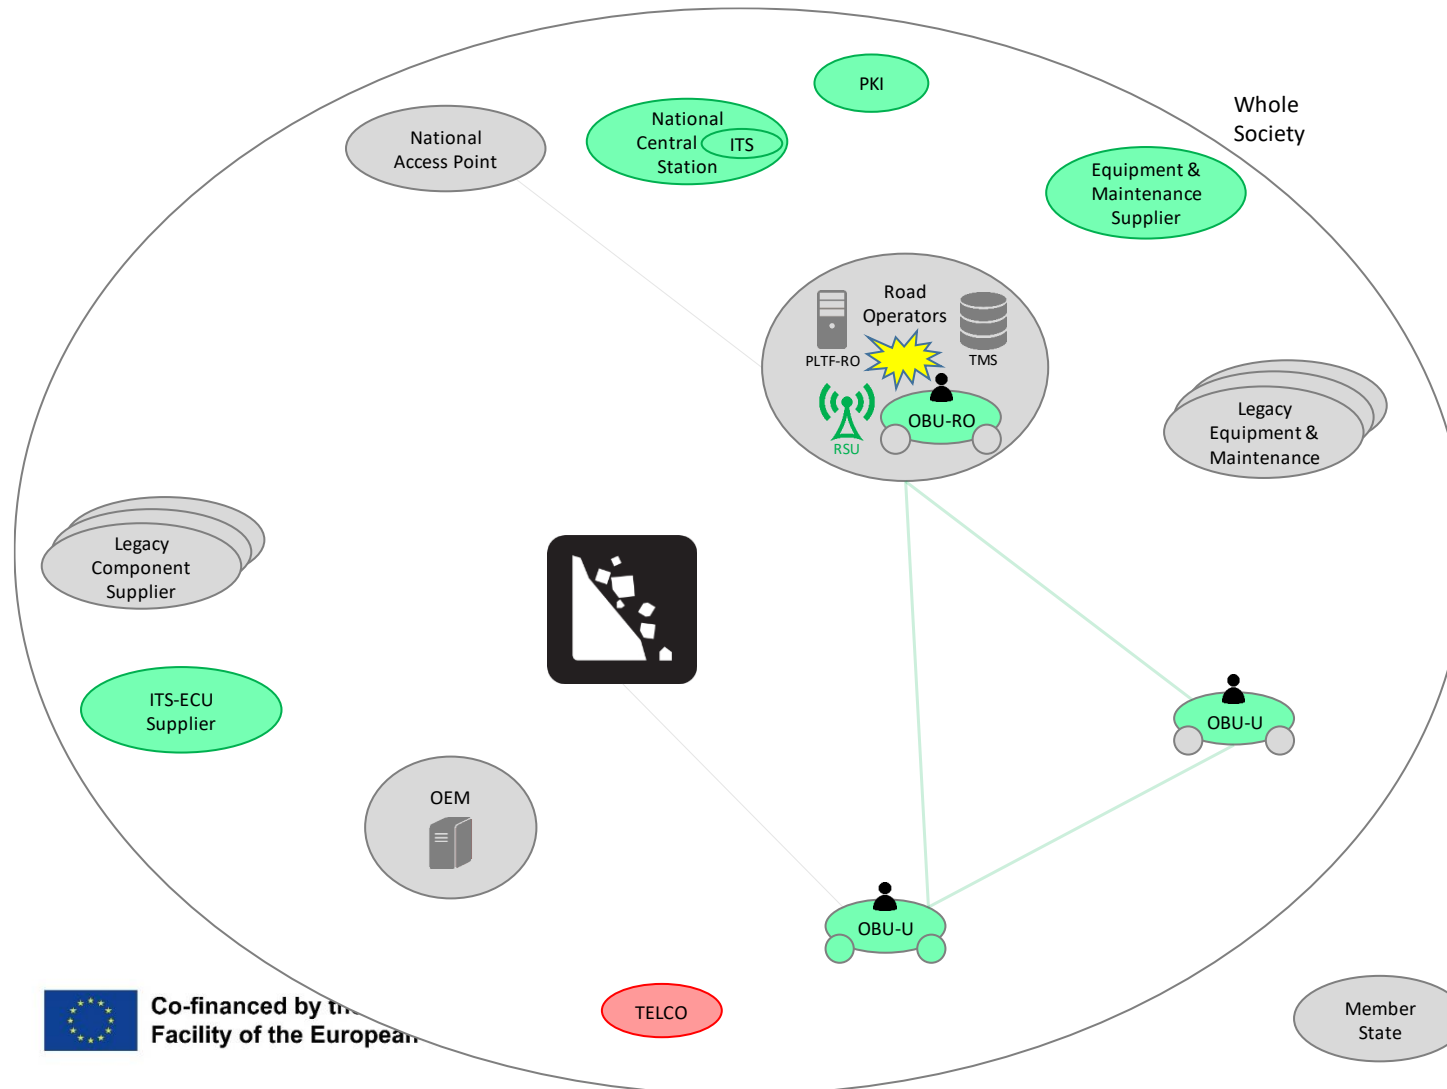 PKI
Whole
Society
National
Access Point
National
Central
Station
ITS
Equipment &
Maintenance
Supplier
Road
Operators
PLTF-RO
TMS
RSU
OBU-RO
Legacy
Equipment &
Maintenance
Legacy
Component
Supplier
ITS-ECU
Supplier
OBU-U
OEM
OBU-U
TELCO
Co-financed by
Facility of the European
Member
State